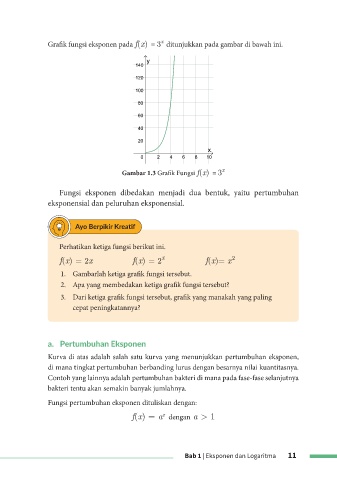 Grafik fungsi eksponen pada f(x) = 3ˣ ditunjukkan pada gambar di bawah ini.
y
140
120
100
80
60
40
20
x
0 2 4 6 8 10
Gambar 1.3 Grafik Fungsi f(x) = 3ˣ
Fungsi eksponen dibedakan menjadi dua bentuk, yaitu pertumbuhan
eksponensial dan peluruhan eksponensial.
Ayo Berpikir Kreatif
Perhatikan ketiga fungsi berikut ini.
f(x) = 2x f(x) = 2ˣ f(x)= x²
1. Gambarlah ketiga grafik fungsi tersebut.
2. Apa yang membedakan ketiga grafik fungsi tersebut?
3. Dari ketiga grafik fungsi tersebut, grafik yang manakah yang paling
cepat peningkatannya?
a. Pertumbuhan Eksponen
Kurva di atas adalah salah satu kurva yang menunjukkan pertumbuhan eksponen,
di mana tingkat pertumbuhan berbanding lurus dengan besarnya nilai kuantitasnya.
Contoh yang lainnya adalah pertumbuhan bakteri di mana pada fase-fase selanjutnya
bakteri tentu akan semakin banyak jumlahnya.
Fungsi pertumbuhan eksponen dituliskan dengan:
f(x) = aˣ dengan a > 1
Bab 1 | Eksponen dan Logaritma 11